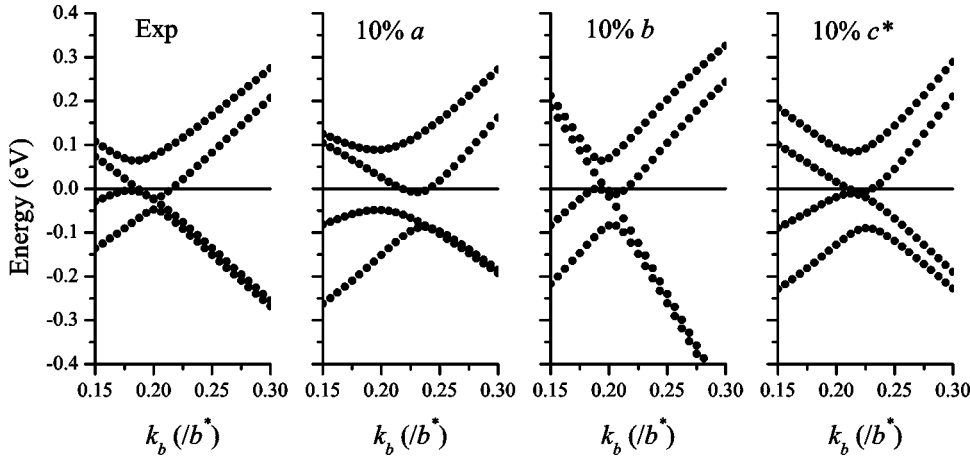 Exp
10% a
10% b
10% c*
Energy (eV)
0.4
0.3
0.2
0.1
0.0
-0.1
-0.2
-0.3
-0.4
0.15 0.20 0.25 0.30
0.15 0.20 0.25 0.30
0.15 0.20 0.25 0.30
0.15 0.20 0.25 0.30
k_b (/b*)
k_b (/b*)
k_b (/b*)
k_b (/b*)